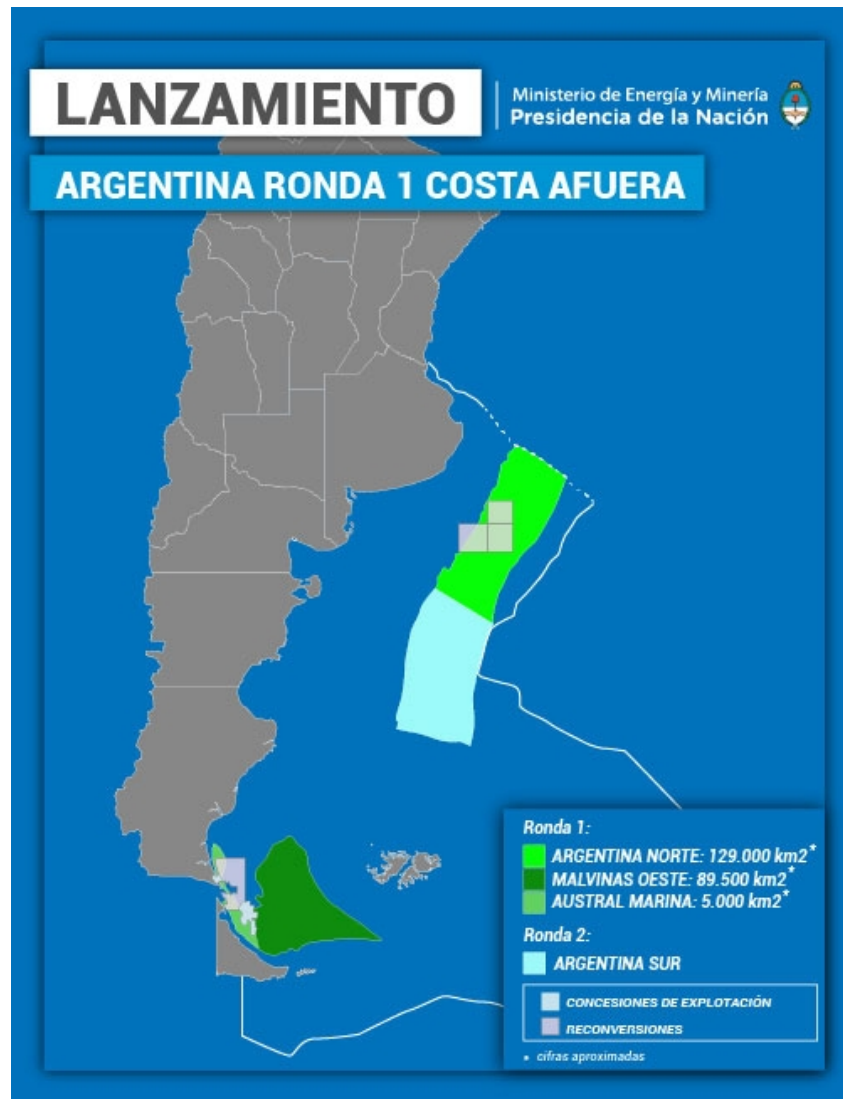 LANZAMIENTO
Ministerio de Energía y Minería
Presidencia de la Nación
ARGENTINA RONDA 1 COSTA AFUERA
Ronda 1:
ARGENTINA NORTE: 129.000 km2*
MALVINAS OESTE: 89.500 km2*
AUSTRAL MARINA: 5.000 km2*
Ronda 2:
ARGENTINA SUR
CONCESIONES DE EXPLOTACIÓN
RECONVERSIONES
* cifras aproximadas